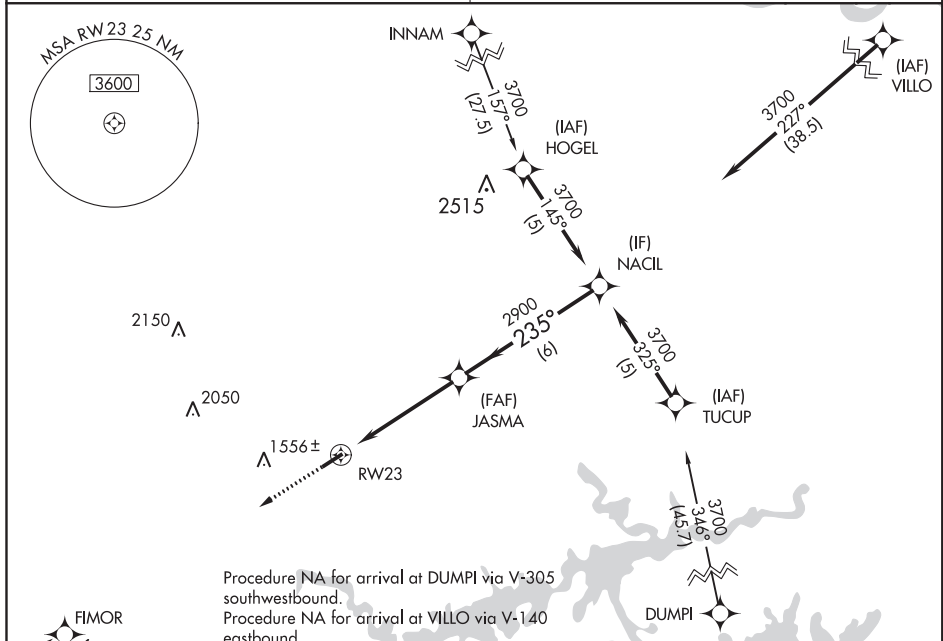 MSA RW 23 25 NM
3600
INNAM
3700
157°
(27.5)
(IAF)
VILLO
3700
227°
(38.5)
(IAF)
HOGEL
2515
3700
145°
(5)
(IF)
NACIL
2150
2900
235°
(6)
3700
325°
(5)
2050
(FAF)
JASMA
(IAF)
TUCUP
1556±
RW23
3700
346°
(45.7)
Procedure NA for arrival at DUMPI via V-305
southwestbound.
Procedure NA for arrival at VILLO via V-140
eastbound.
FIMOR
DUMPI